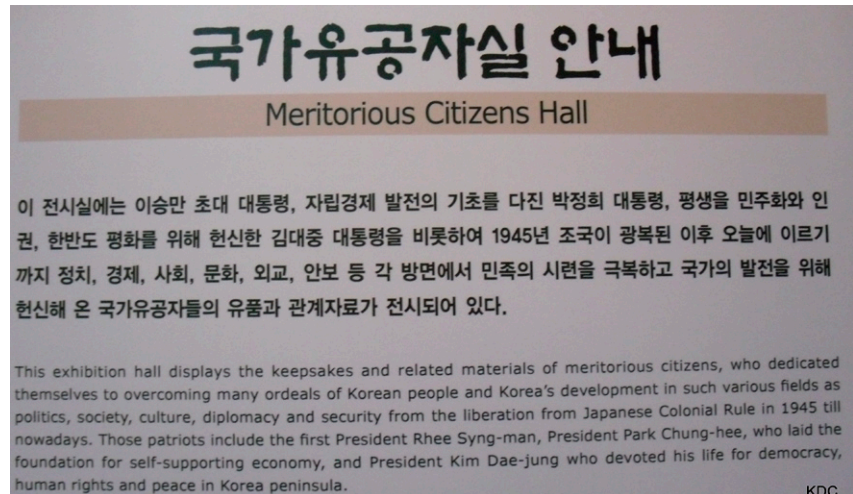 국가유공자실 안내
Meritorious Citizens Hall
이 전시실에는 이승만 초대 대통령, 자립경제 발전의 기초를 다진 박정희 대통령, 평생을 민주화와 인
권, 한반도 평화를 위해 헌신한 김대중 대통령을 비롯하여 1945년 조국이 광복된 이후 오늘에 이르기
까지 정치, 경제, 사회, 문화, 외교, 안보 등 각 방면에서 민족의 시련을 극복하고 국가의 발전을 위해
헌신해 온 국가유공자들의 유품과 관계자료가 전시되어 있다.
This exhibition hall displays the keepsakes and related materials of meritorious citizens, who dedicated
themselves to overcoming many ordeals of Korean people and Korea's development in such various fields as
politics, society, culture, diplomacy and security from the liberation from Japanese Colonial Rule in 1945 till
nowadays. Those patriots include the first President Rhee Syng-man, President Park Chung-hee, who laid the
foundation for self-supporting economy, and President Kim Dae-jung who devoted his life for democracy,
human rights and peace in Korea peninsula.
KDC